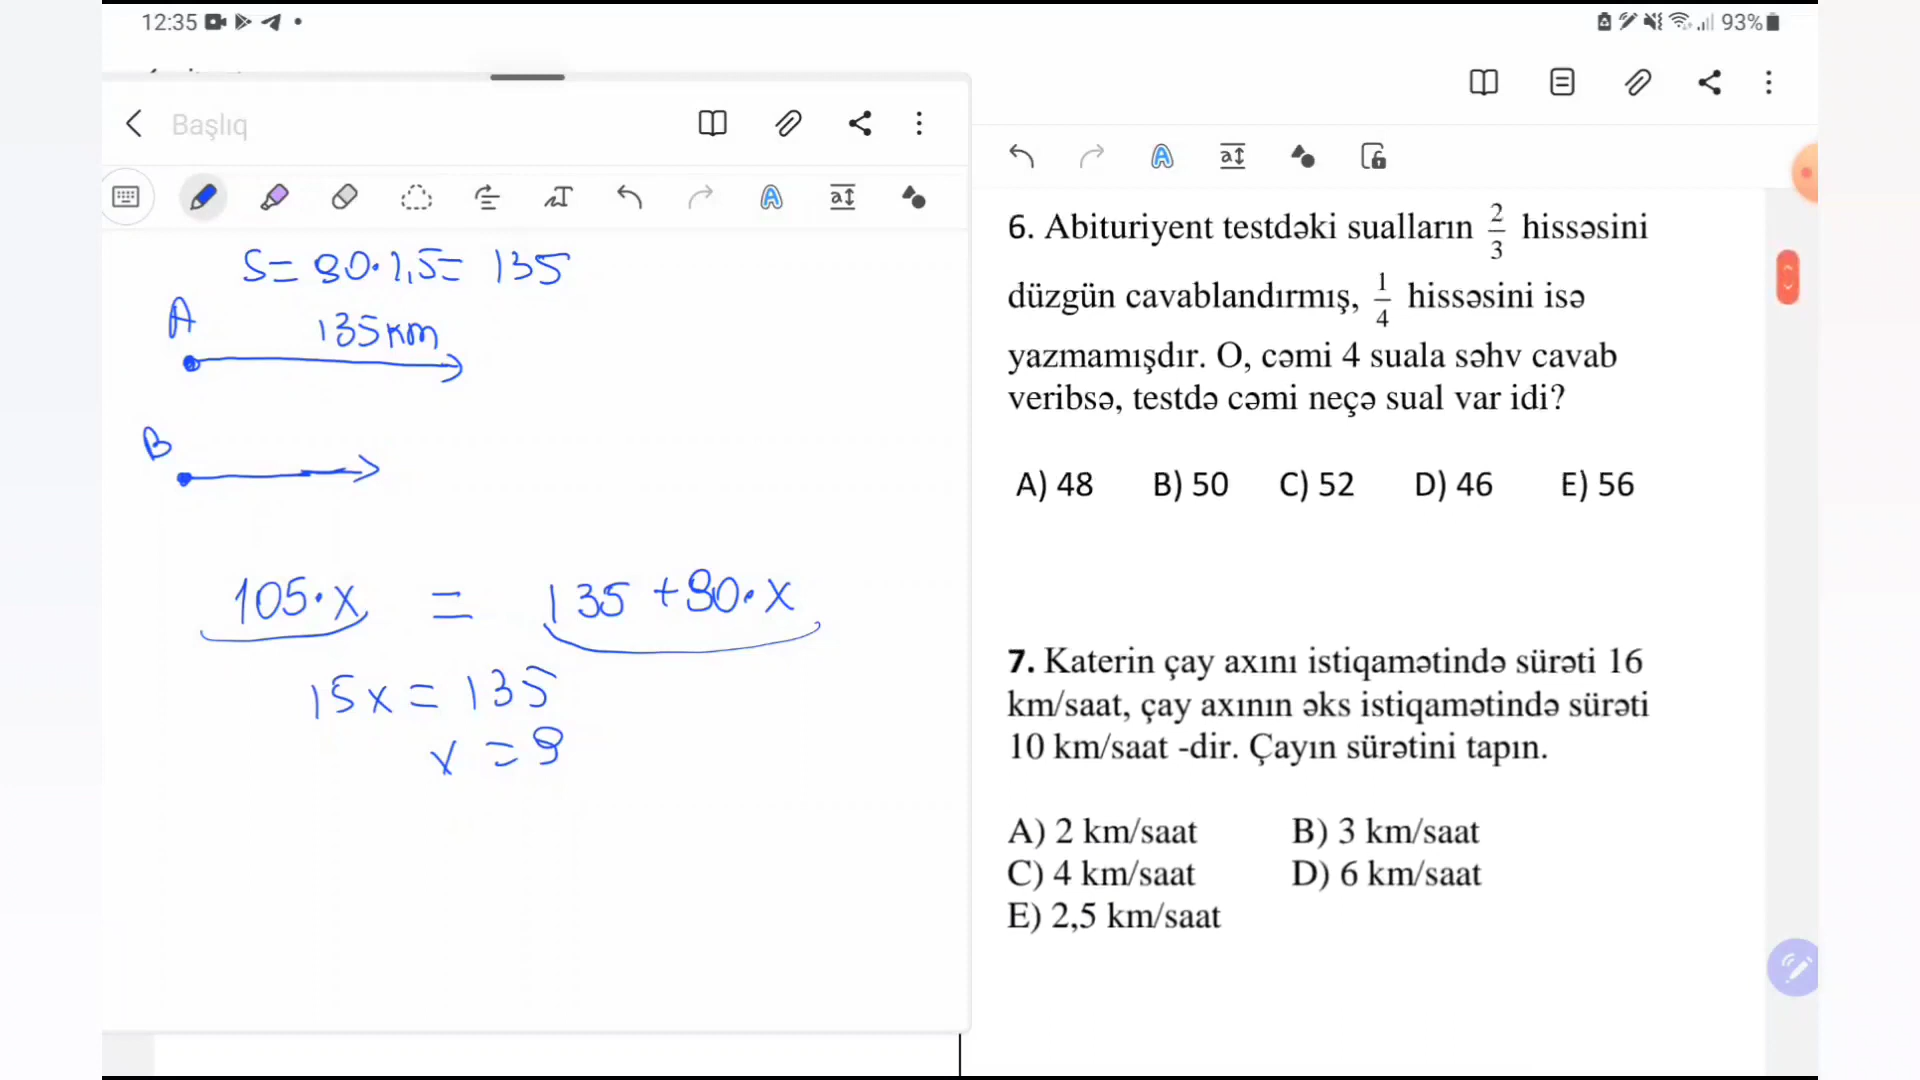 12:35
93%
Başlıq
S= 90·1,5= 135
A
135km
B
105·x = 135+90·x
15x=135
x=9
6. Abituriyent testdəki sualların 2/3 hissəsini
düzgün cavablandırmış, 1/4 hissəsini isə
yazmamışdır. O, cəmi 4 suala səhv cavab
veribsə, testdə cəmi neçə sual var idi?
A) 48 B) 50 C) 52 D) 46 E) 56
7. Katerin çay axını istiqamətində sürəti 16
km/saat, çay axının əks istiqamətində sürəti
10 km/saat -dir. Çayın sürətini tapın.
A) 2 km/saat B) 3 km/saat
C) 4 km/saat D) 6 km/saat
E) 2,5 km/saat